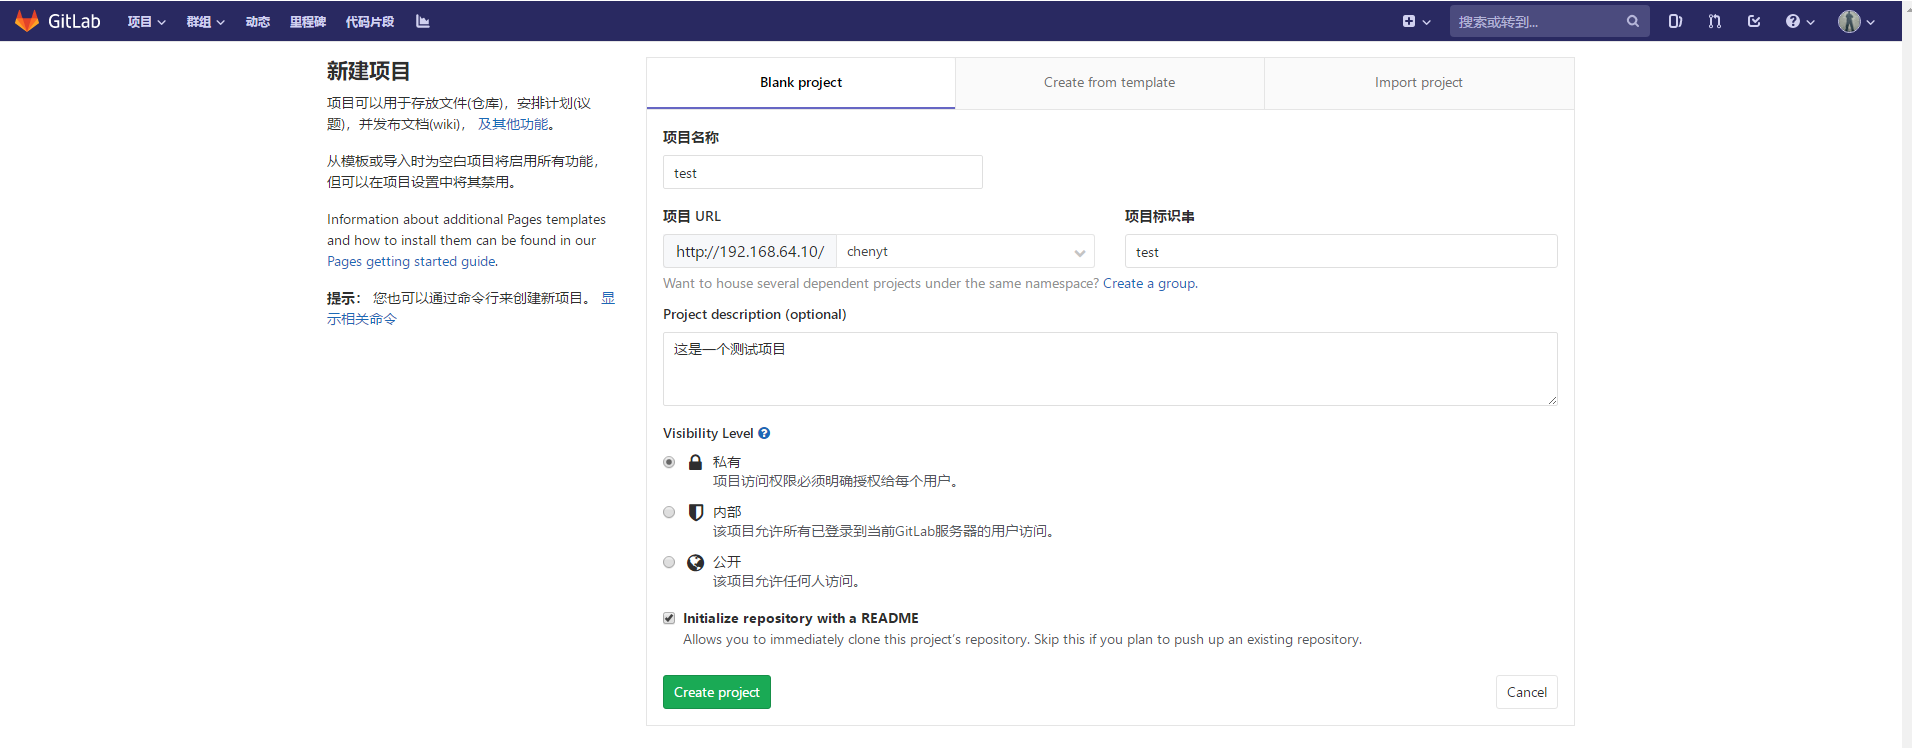 GitLab 项目 群组 动态 里程碑 代码片段 搜索或转到...
新建项目
项目可以用于存放文件(仓库)，安排计划(议
题)，并发布文档(wiki)， 及其他功能。
从模板或导入时为空白项目将启用所有功能，
但可以在项目设置中将其禁用。
Information about additional Pages templates
and how to install them can be found in our
Pages getting started guide.
提示： 您也可以通过命令行来创建新项目。 显
示相关命令
Blank project Create from template Import project
项目名称
test
项目 URL 项目标识串
http://192.168.64.10/ chenyt test
Want to house several dependent projects under the same namespace? Create a group.
Project description (optional)
这是一个测试项目
Visibility Level
私有
项目访问权限必须明确授权给每个用户。
内部
该项目允许所有已登录到当前GitLab服务器的用户访问。
公开
该项目允许任何人访问。
Initialize repository with a README
Allows you to immediately clone this project’s repository. Skip this if you plan to push up an existing repository.
Create project Cancel